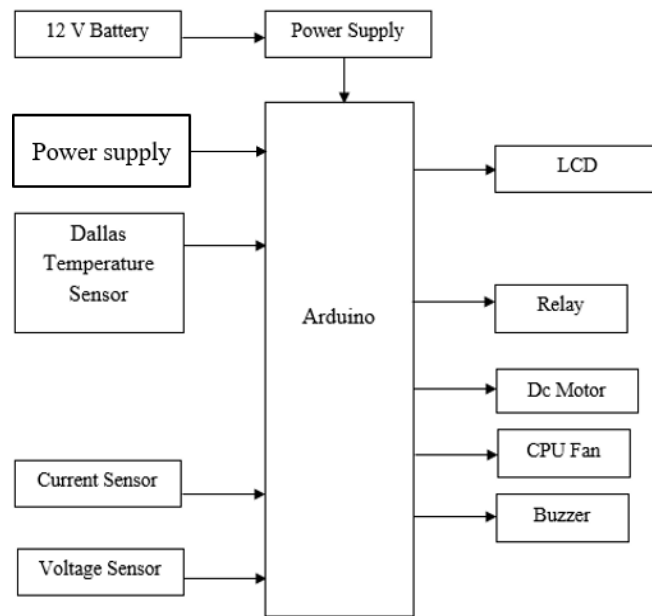 12 V Battery
Power Supply
Power supply
LCD
Dallas
Temperature
Sensor
Arduino
Relay
Dc Motor
CPU Fan
Current Sensor
Buzzer
Voltage Sensor